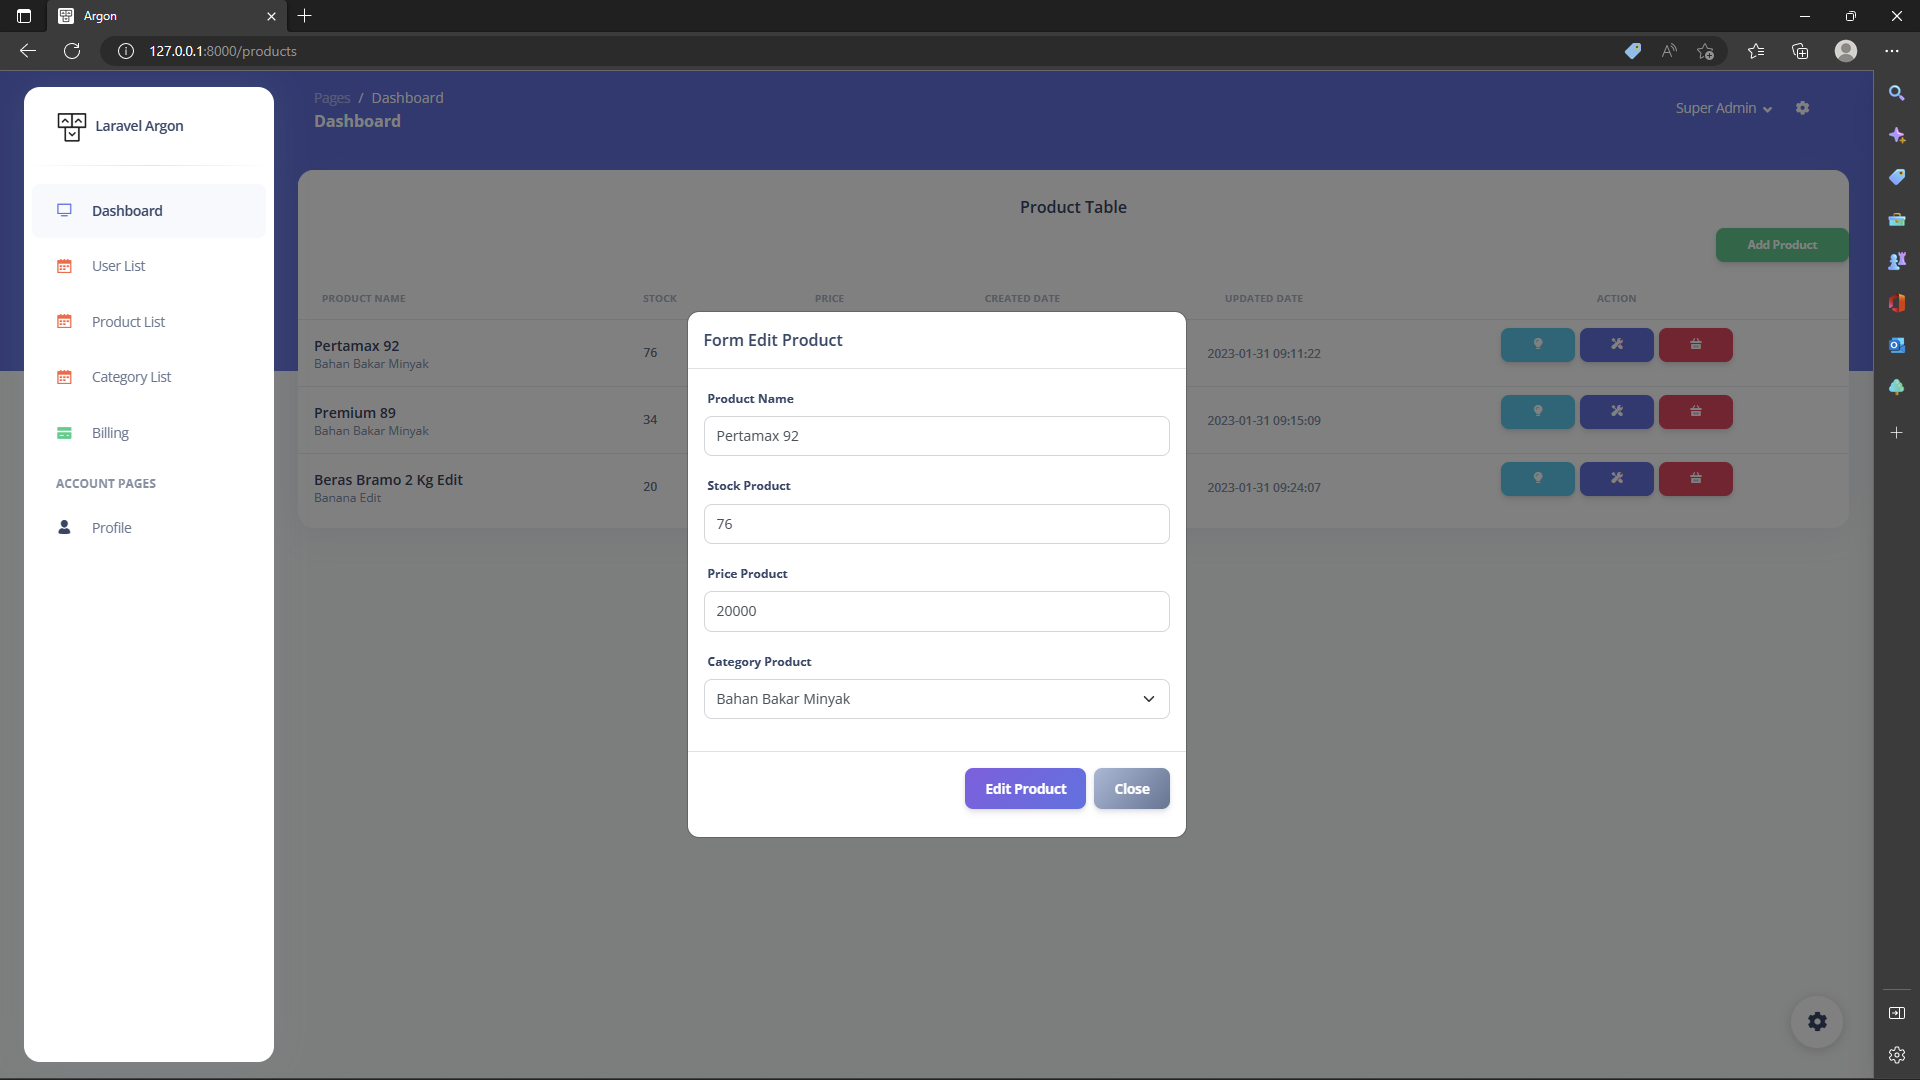 Argon
127.0.0.1:8000/products
Laravel Argon
Dashboard
User List
Product List
Category List
Billing
ACCOUNT PAGES
Profile
Pages / Dashboard
Dashboard
Super Admin
Product Table
Add Product
PRODUCT NAME STOCK PRICE CREATED DATE UPDATED DATE ACTION
Pertamax 92
Bahan Bakar Minyak
76 2023-01-31 09:11:22
Premium 89
Bahan Bakar Minyak
34 2023-01-31 09:15:09
Beras Bramo 2 Kg Edit
Banana Edit
20 2023-01-31 09:24:07
Form Edit Product
Product Name
Pertamax 92
Stock Product
76
Price Product
20000
Category Product
Bahan Bakar Minyak
Edit Product Close